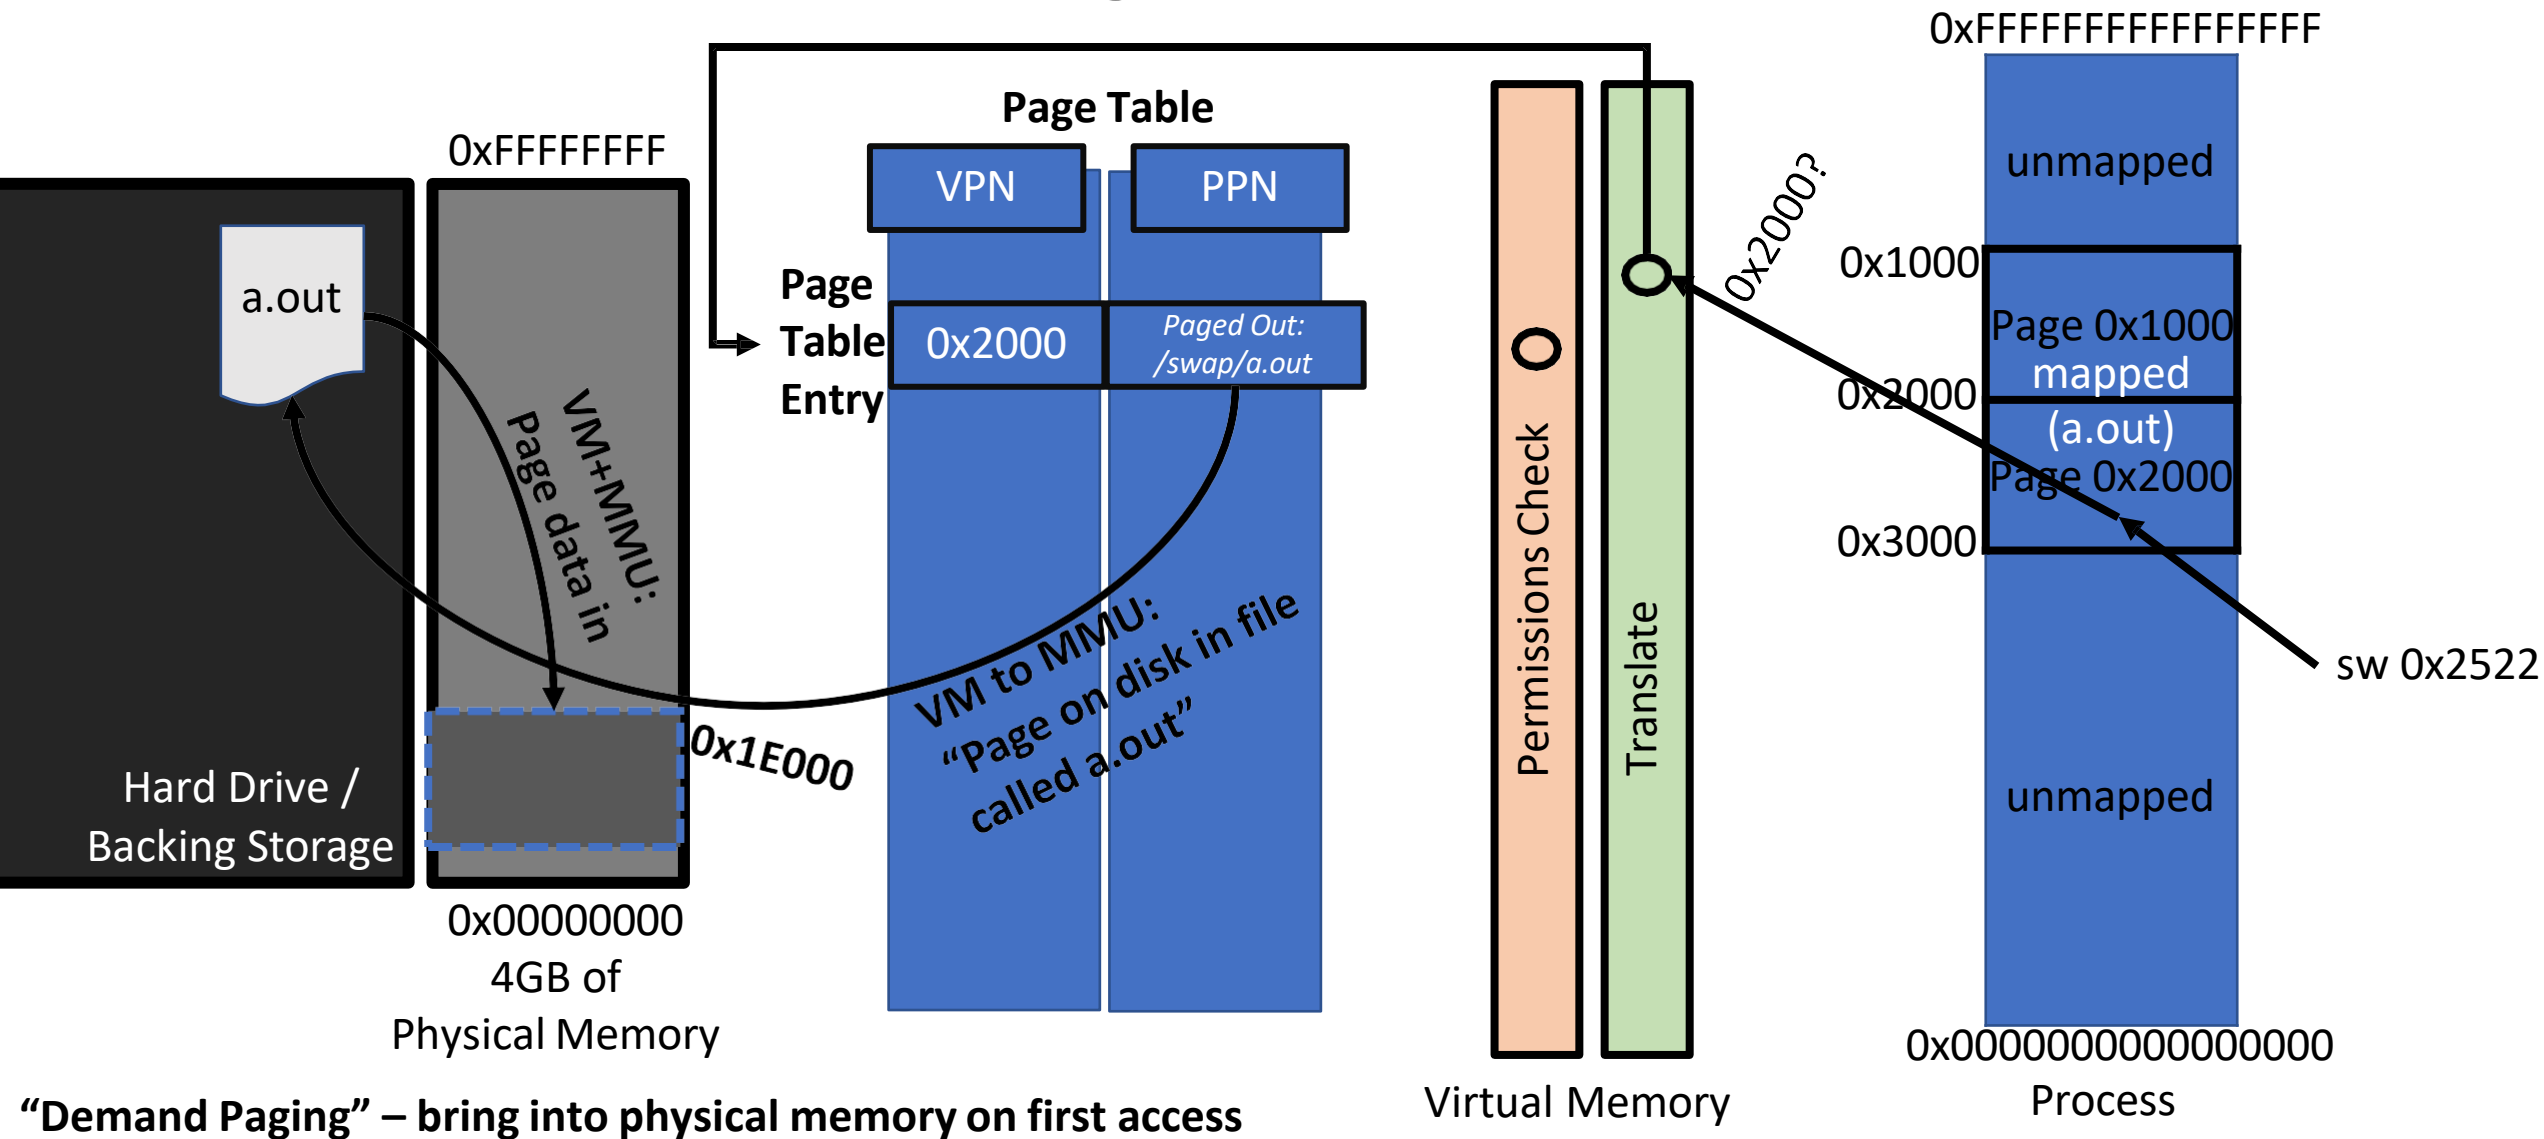 0xFFFFFFFFFFFFFFFF
Page Table
0xFFFFFFFF
VPN
PPN
unmapped
a.out
0x2000?
0x1000
Page
Table
Entry
0x2000
Paged Out:
/swap/a.out
Page 0x1000
mapped
0x2000
(a.out)
Page 0x2000
0x3000
VM+MMU:
Page data in
Permissions Check
Translate
VM to MMU:
“Page on disk in file
called a.out”
sw 0x2522
0x1E000
Hard Drive /
Backing Storage
unmapped
0x00000000
4GB of
Physical Memory
0x0000000000000000
Process
Virtual Memory
“Demand Paging” – bring into physical memory on first access